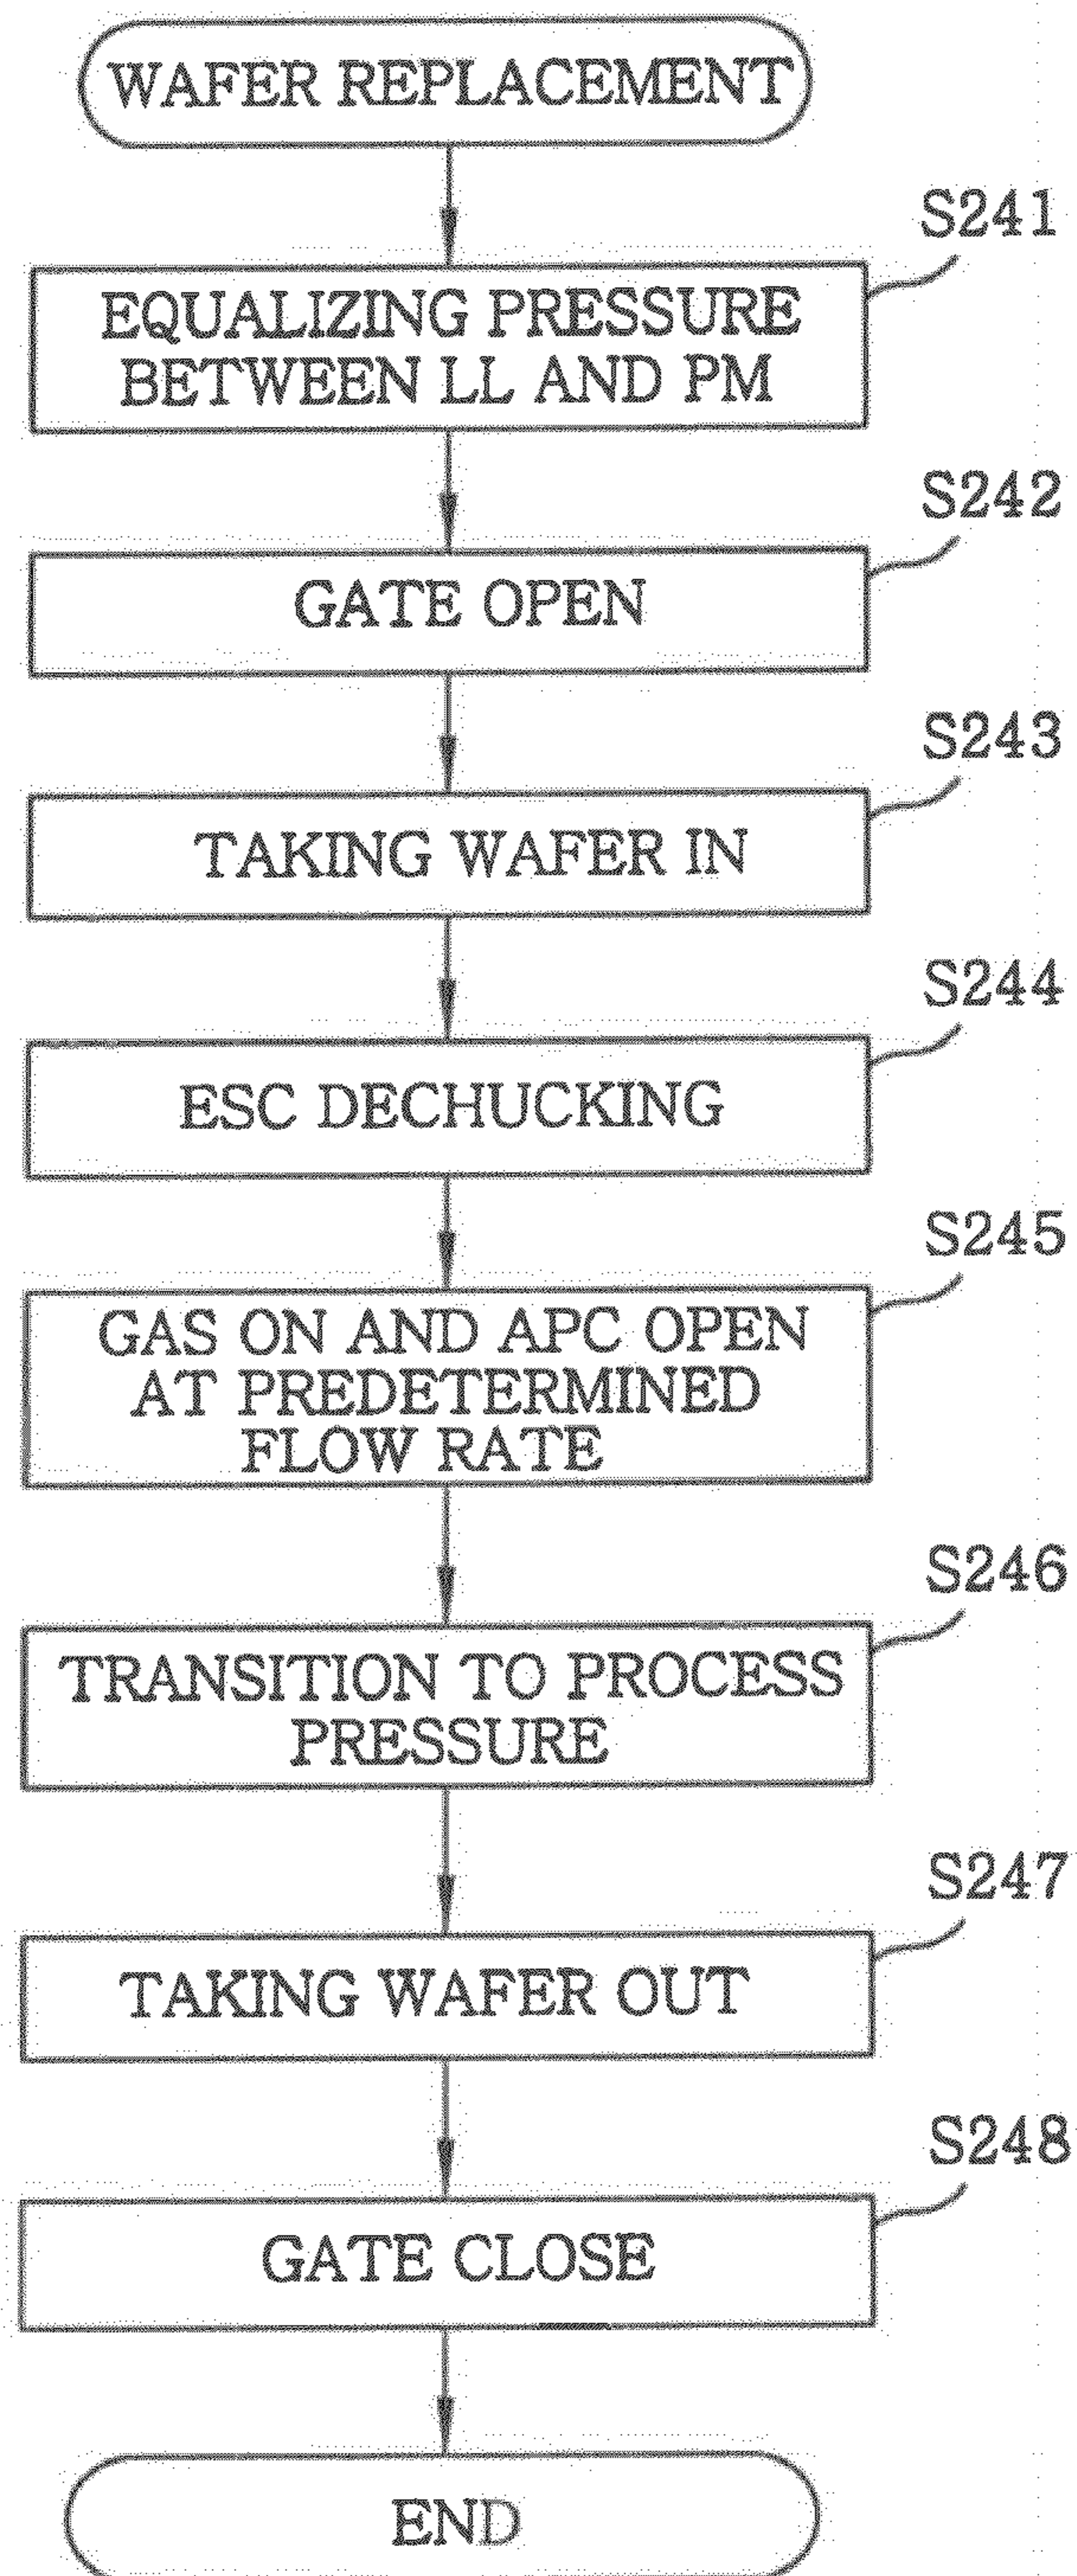 WAFER REPLACEMENT
S241
EQUALIZING PRESSURE
BETWEEN LL AND PM
S242
GATE OPEN
S243
TAKING WAFER IN
S244
ESC DECHUCKING
S245
GAS ON AND APC OPEN
AT PREDETERMINED
FLOW RATE
S246
TRANSITION TO PROCESS
PRESSURE
S247
TAKING WAFER OUT
S248
GATE CLOSE
END